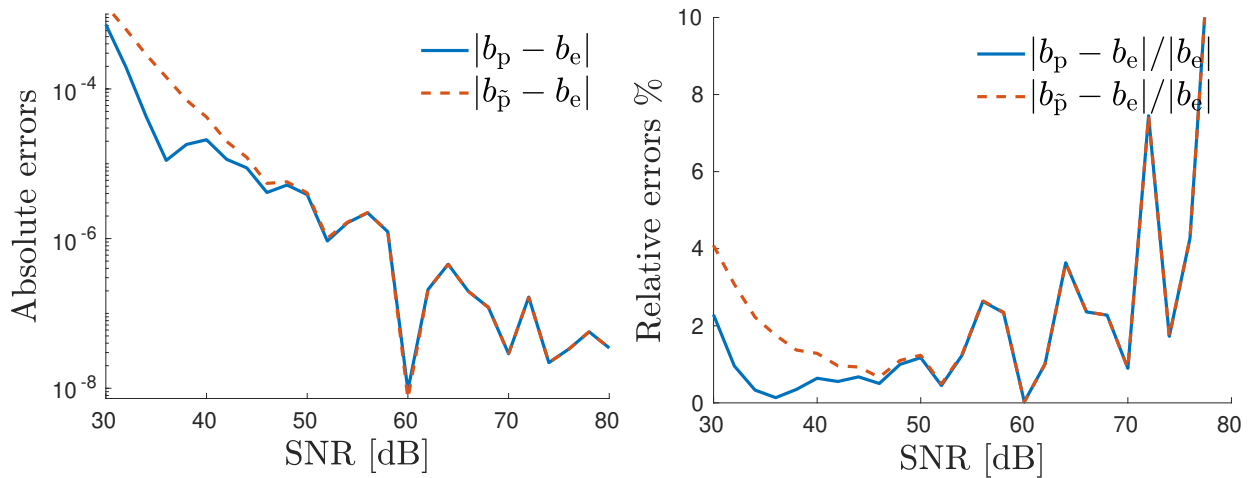 |b_p − b_e|
|b_p̃ − b_e|
10^-4
10^-6
10^-8
Absolute errors
30 40 50 60 70 80
SNR [dB]
|b_p − b_e|/|b_e|
|b_p̃ − b_e|/|b_e|
10
8
6
4
2
0
Relative errors %
30 40 50 60 70 80
SNR [dB]